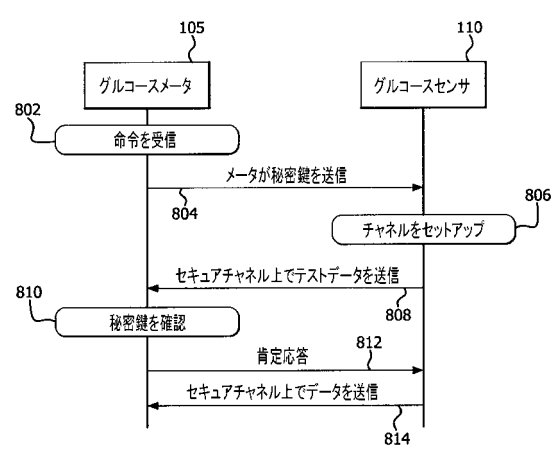 105
110
グルコースメータ
グルコースセンサ
802
命令を受信
メータが秘密鍵を送信
804
806
チャネルをセットアップ
セキュアチャネル上でテストデータを送信
808
810
秘密鍵を確認
肯定応答
812
セキュアチャネル上でデータを送信
814